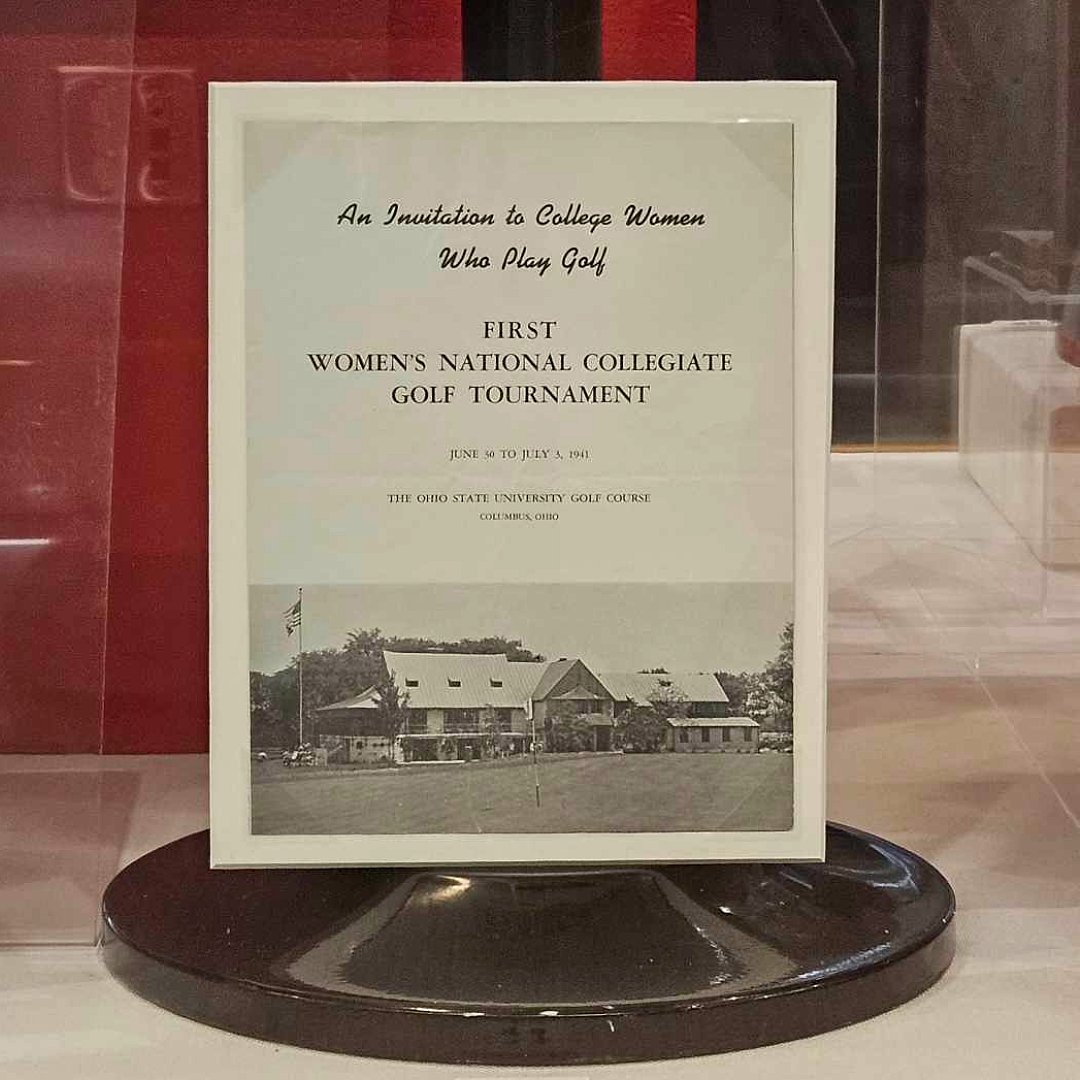 An Invitation to College Women
Who Play Golf
FIRST
WOMEN'S NATIONAL COLLEGIATE
GOLF TOURNAMENT
JUNE 30 TO JULY 3, 1941
THE OHIO STATE UNIVERSITY GOLF COURSE
COLUMBUS, OHIO